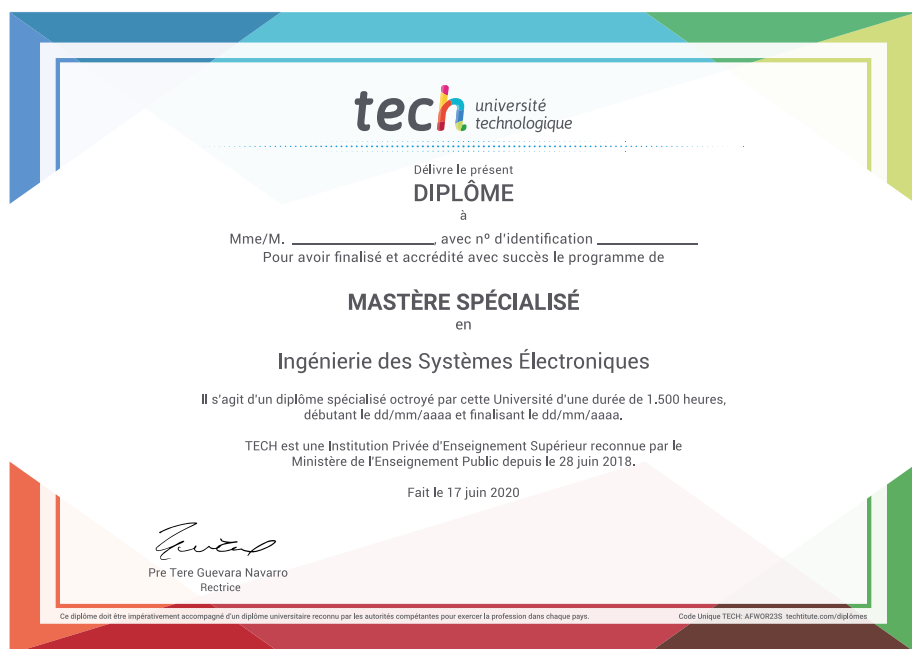 tech université
technologique
Délivre le présent
DIPLÔME
à
Mme/M. ____________________, avec nº d'identification ______________
Pour avoir finalisé et accrédité avec succès le programme de
MASTÈRE SPÉCIALISÉ
en
Ingénierie des Systèmes Électroniques
Il s'agit d'un diplôme spécialisé octroyé par cette Université d'une durée de 1.500 heures,
débutant le dd/mm/aaaa et finalisant le dd/mm/aaaa.
TECH est une Institution Privée d'Enseignement Supérieur reconnue par le
Ministère de l'Enseignement Public depuis le 28 juin 2018.
Fait le 17 juin 2020
Pre Tere Guevara Navarro
Rectrice
Ce diplôme doit être impérativement accompagné d'un diplôme universitaire reconnu par les autorités compétantes pour exercer la profession dans chaque pays.
Code Unique TECH: AFWOR23S techtitute.com/diplômes